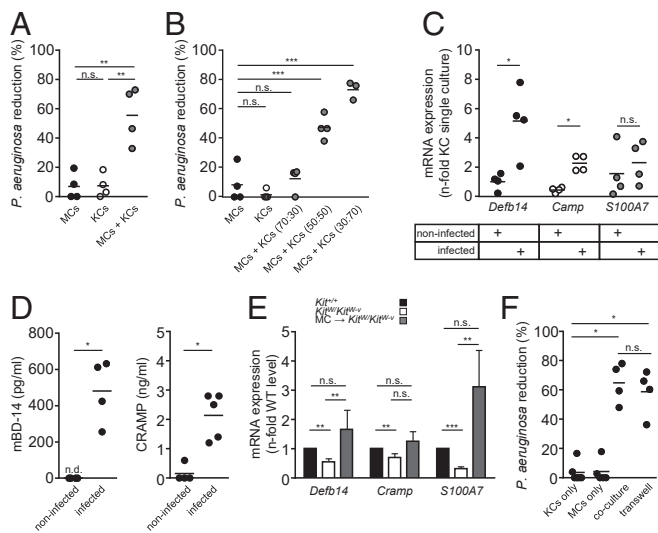 A
P. aeruginosa reduction (%)
100
80
60
40
20
0
**
n.s.
**
MCs
KCs
MCs + KCs
B
P. aeruginosa reduction (%)
100
80
60
40
20
0
***
***
n.s.
n.s.
MCs
KCs
MCs + KCs (70:30)
MCs + KCs (50:50)
MCs + KCs (30:70)
C
mRNA expression
(n-fold KC single culture)
10
8
6
4
2
0
*
*
n.s.
Defb14 Camp S100A7
non-infected + + +
infected + + +
D
mBD-14 (pg/ml)
800
600
400
200
0
*
n.d.
non-infected
infected
CRAMP (ng/ml)
5
4
3
2
1
0
*
non-infected
infected
E
Kit+/+
KitW/KitW-v
MC → KitW/KitW-v
mRNA expression
(n-fold WT level)
5
4
3
2
1
0
n.s.
**
**
n.s.
n.s.
**
n.s.
**
***
Defb14 Cramp S100A7
F
P. aeruginosa reduction (%)
100
80
60
40
20
0
*
*
n.s.
KCs only
MCs only
co-culture
transwell